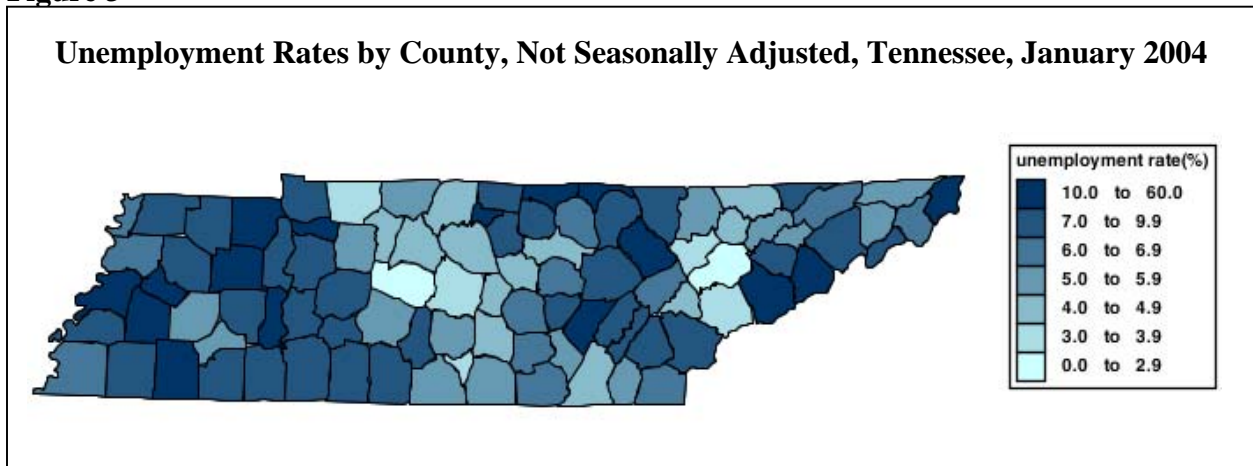 Unemployment Rates by County, Not Seasonally Adjusted, Tennessee, January 2004
unemployment rate(%)
10.0 to 60.0
7.0 to 9.9
6.0 to 6.9
5.0 to 5.9
4.0 to 4.9
3.0 to 3.9
0.0 to 2.9